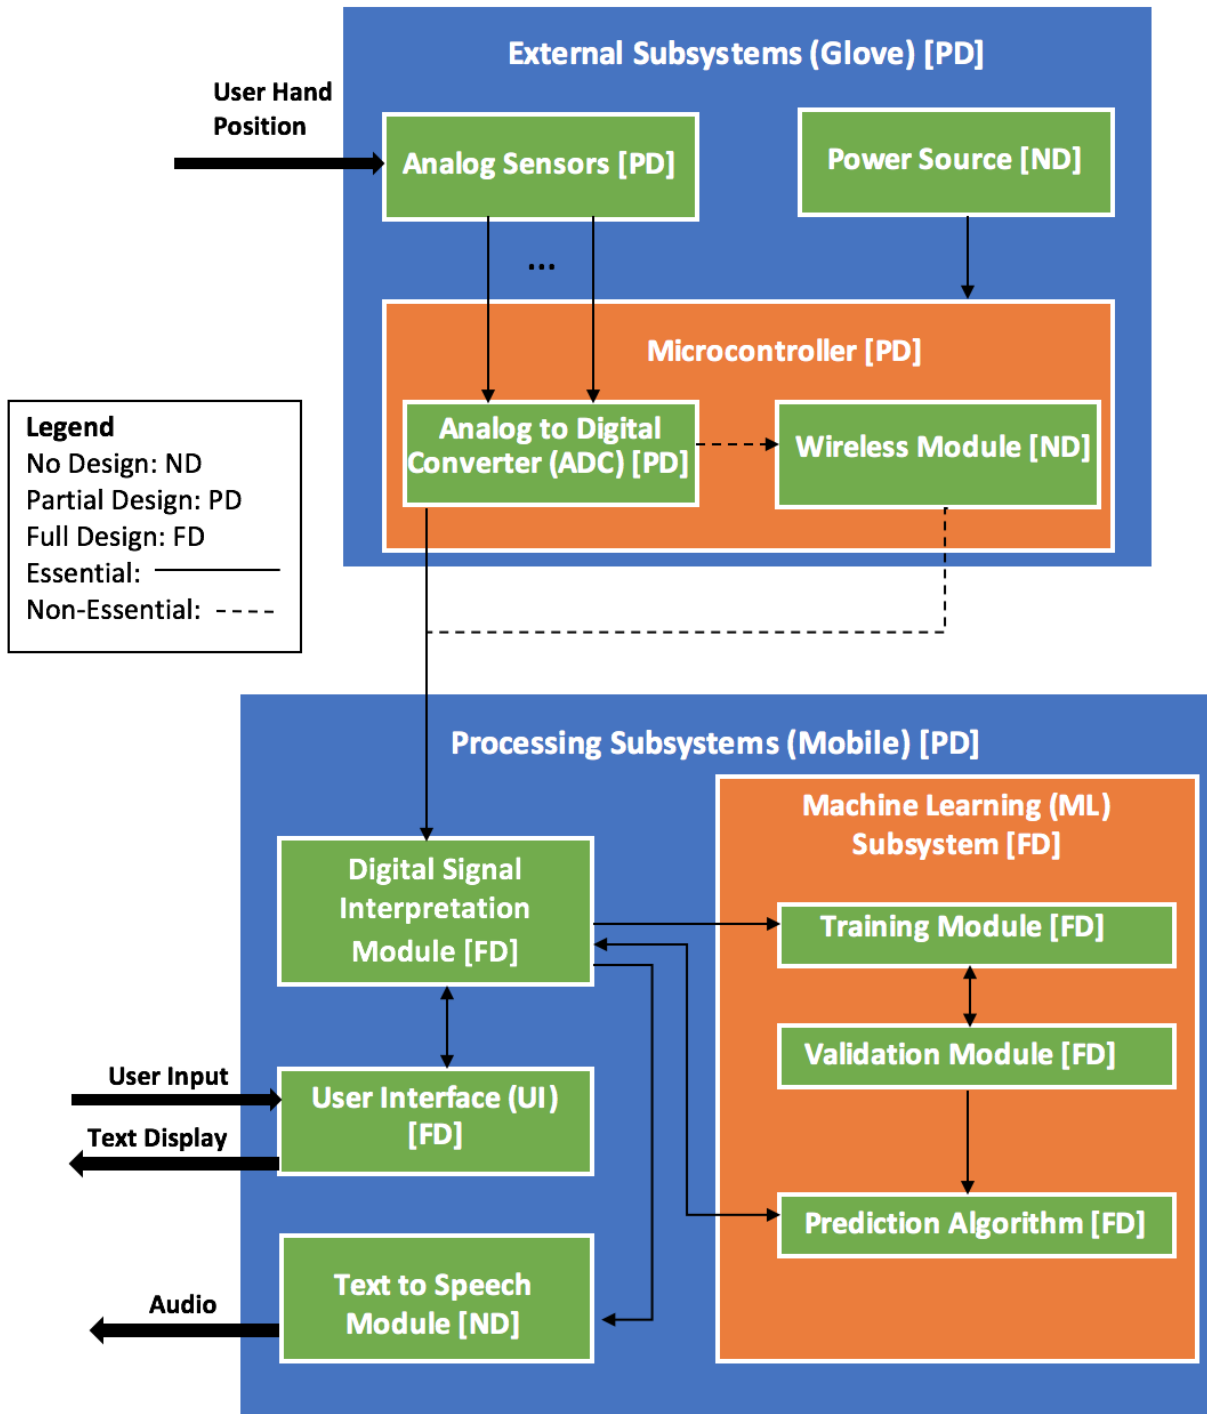 External Subsystems (Glove) [PD]
User Hand
Position
Analog Sensors [PD]
Power Source [ND]
...
Microcontroller [PD]
Analog to Digital
Converter (ADC) [PD]
Wireless Module [ND]
Legend
No Design: ND
Partial Design: PD
Full Design: FD
Essential:
Non-Essential:
Processing Subsystems (Mobile) [PD]
Machine Learning (ML)
Subsystem [FD]
Digital Signal
Interpretation
Module [FD]
Training Module [FD]
Validation Module [FD]
User Input
User Interface (UI)
[FD]
Text Display
Prediction Algorithm [FD]
Text to Speech
Module [ND]
Audio